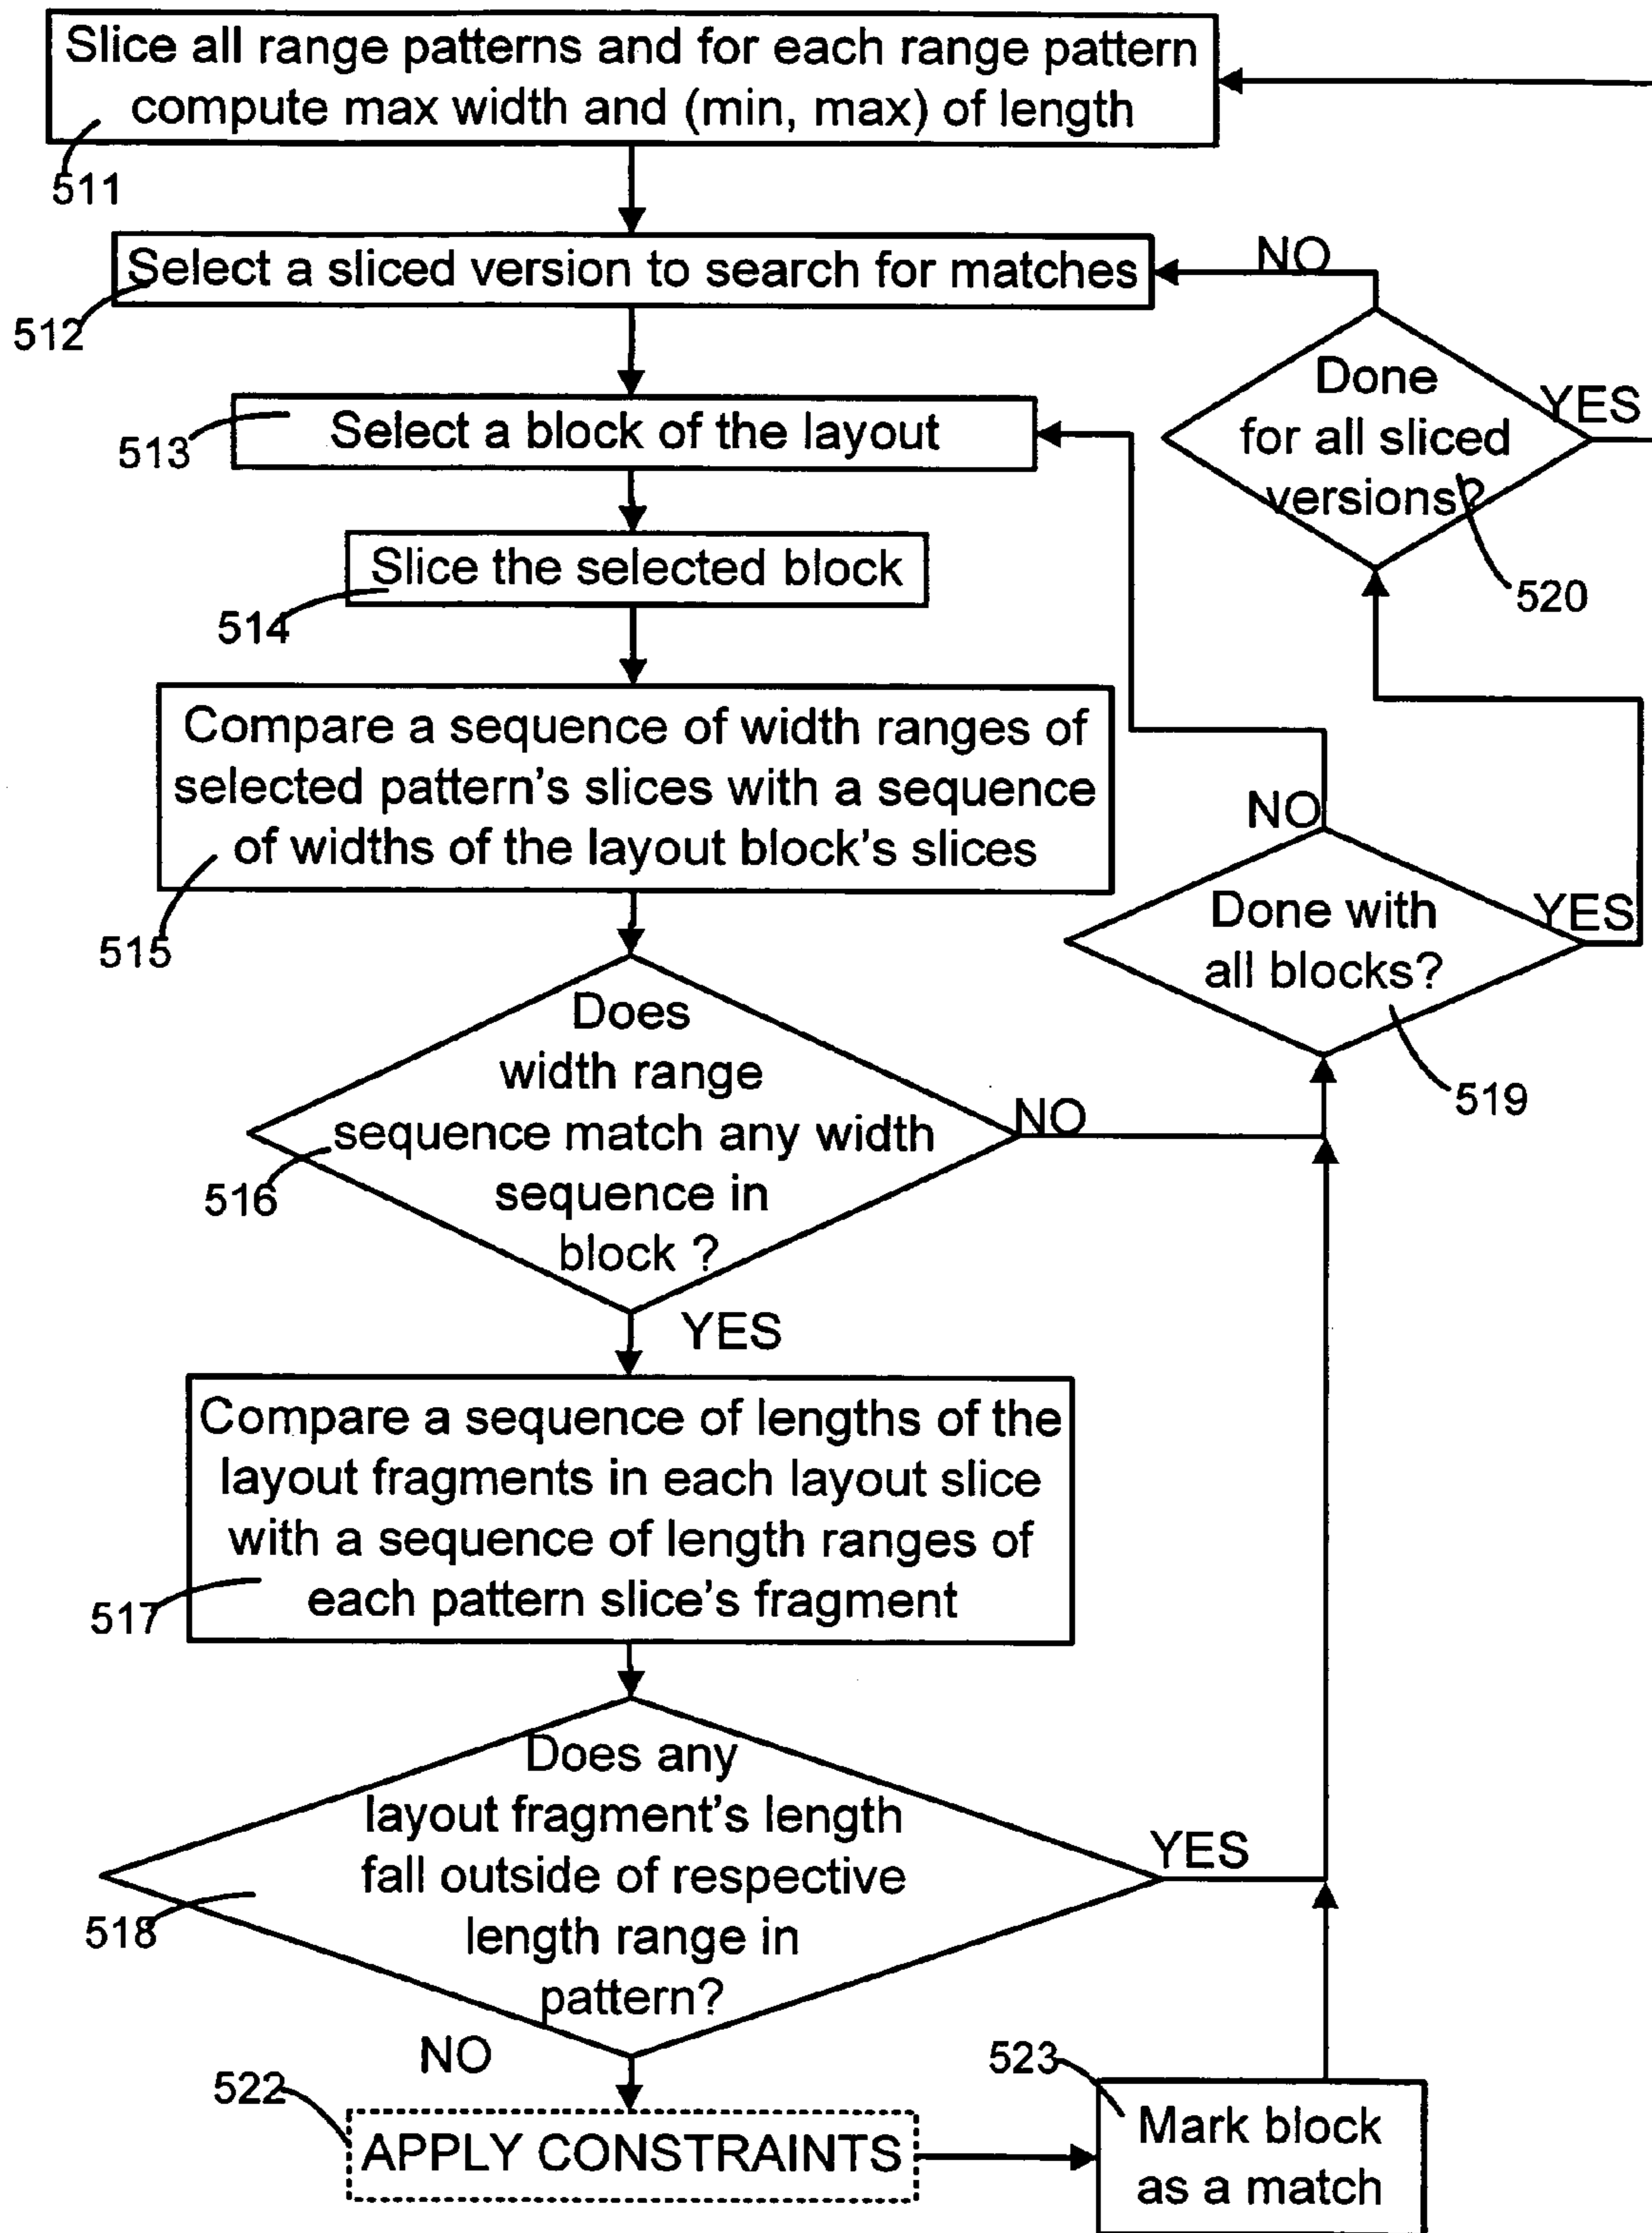 Slice all range patterns and for each range pattern
compute max width and (min, max) of length
511
Select a sliced version to search for matches
512
NO
Done
for all sliced
versions?
YES
520
Select a block of the layout
513
Slice the selected block
514
Compare a sequence of width ranges of
selected pattern's slices with a sequence
of widths of the layout block's slices
515
NO
Done with
all blocks?
YES
519
Does
width range
sequence match any width
sequence in
block ?
516
NO
YES
Compare a sequence of lengths of the
layout fragments in each layout slice
with a sequence of length ranges of
each pattern slice's fragment
517
Does any
layout fragment's length
fall outside of respective
length range in
pattern?
518
YES
NO
522
APPLY CONSTRAINTS
523
Mark block
as a match